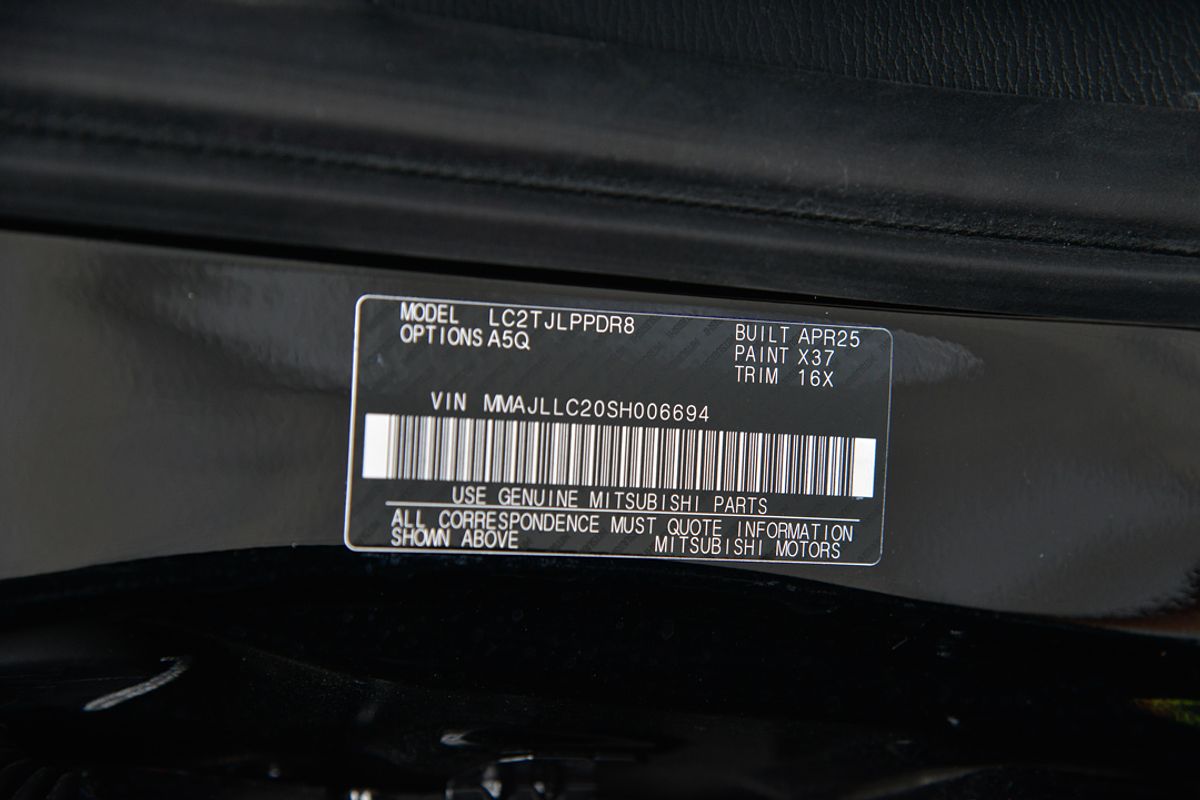 MODEL LC2TJLPPDR8
OPTIONS A5Q
BUILT APR25
PAINT X37
TRIM 16X
VIN MMAJLLC20SH006694
USE GENUINE MITSUBISHI PARTS
ALL CORRESPONDENCE MUST QUOTE INFORMATION
SHOWN ABOVE MITSUBISHI MOTORS